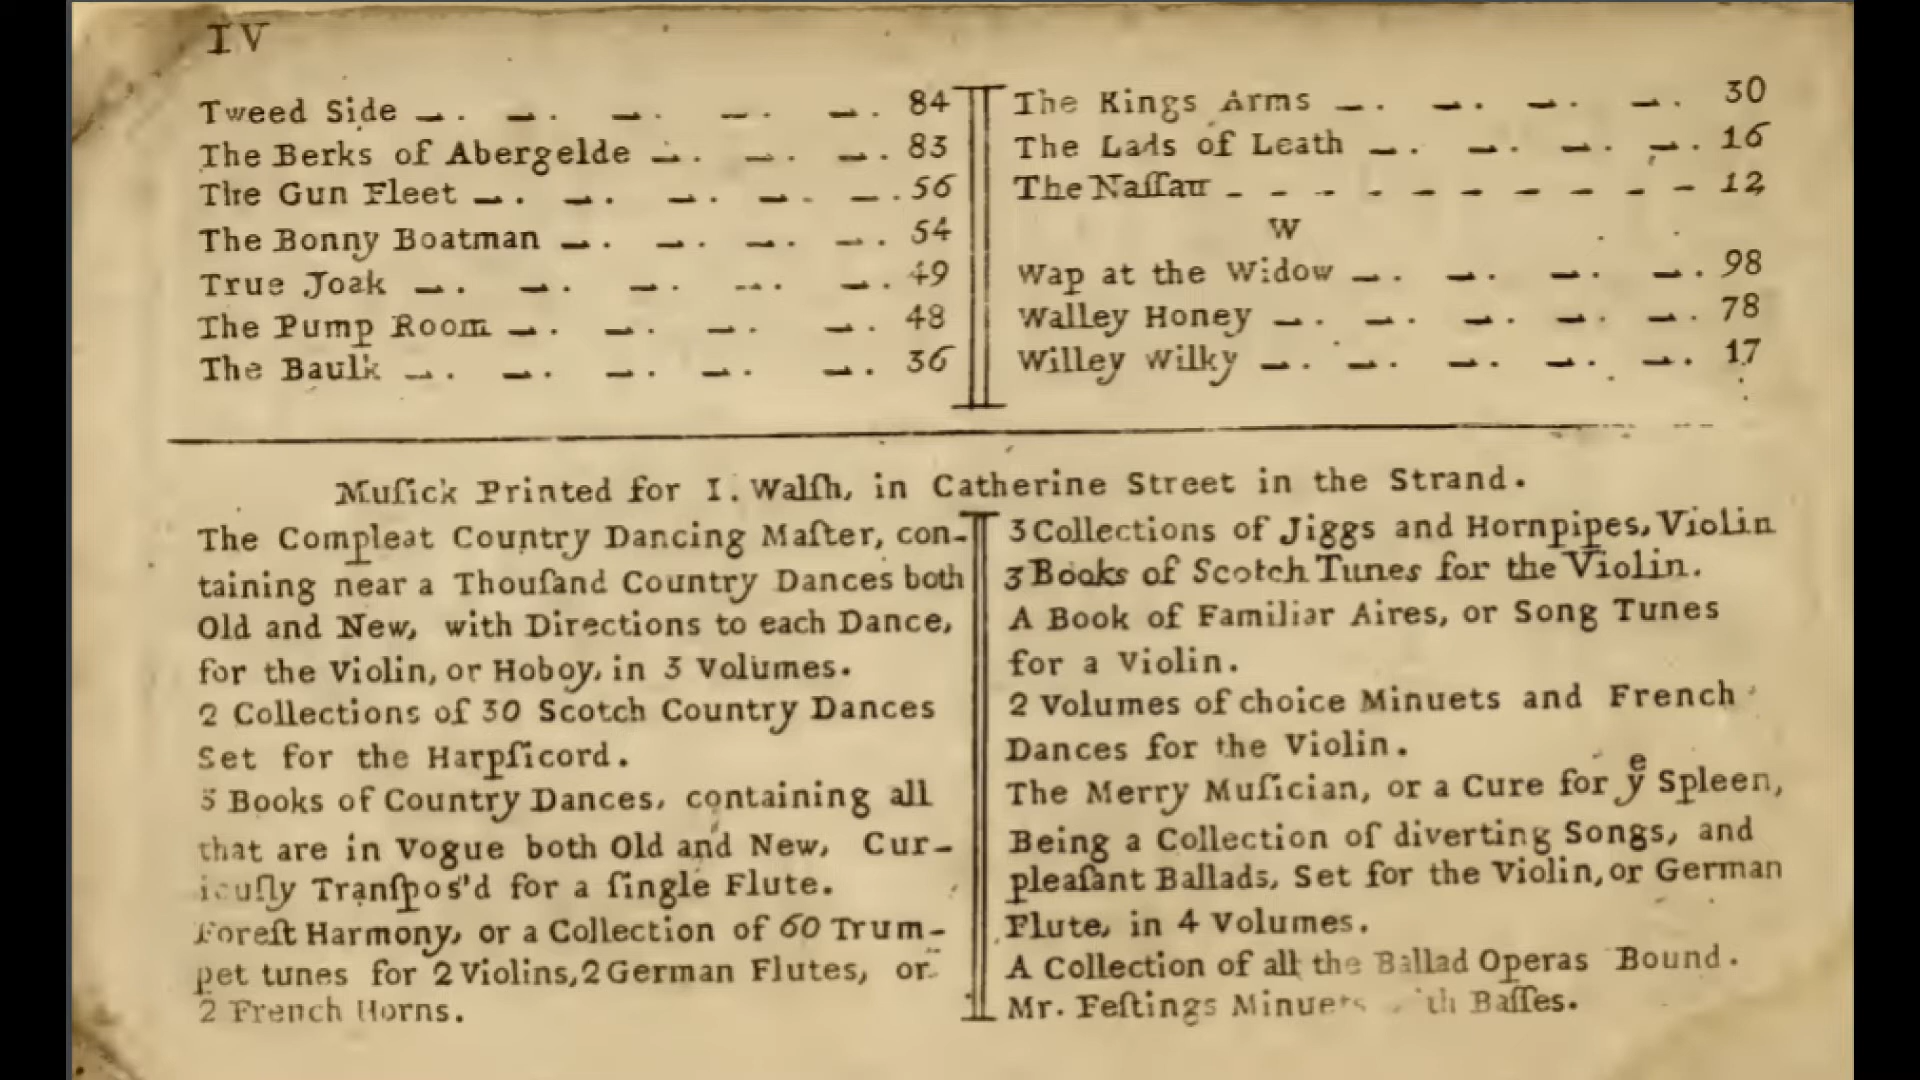 IV
Tweed Side — . — . — . — . — . 84
The Berks of Abergelde — . — . — . 83
The Gun Fleet — . — . — . — . — . 56
The Bonny Boatman — . — . — . — . 54
True Joak — . — . — . — . — . 49
The Pump Room — . — . — . — . 48
The Baulk — . — . — . — . — . 36
The Kings Arms — . — . — . — . 30
The Lads of Leath — . — . — . — . 16
The Naſſau - - - - - - - - - - - 12
W
Wap at the Widow — . — . — . — . 98
Walley Honey — . — . — . — . — . 78
Willey Wilky — . — . — . — . — . 17
Muſick Printed for I. Walſh, in Catherine Street in the Strand.
The Compleat Country Dancing Maſter, con-
taining near a Thouſand Country Dances both
Old and New, with Directions to each Dance,
for the Violin, or Hoboy, in 3 Volumes.
2 Collections of 30 Scotch Country Dances
Set for the Harpſicord.
5 Books of Country Dances, containing all
that are in Vogue both Old and New, Cur-
iouſly Tranſpos'd for a ſingle Flute.
Foreſt Harmony, or a Collection of 60 Trum-
pet tunes for 2 Violins, 2 German Flutes, or
2 French Horns.
3 Collections of Jiggs and Hornpipes, Violin
3 Books of Scotch Tunes for the Violin.
A Book of Familiar Aires, or Song Tunes
for a Violin.
2 Volumes of choice Minuets and French
Dances for the Violin.
The Merry Muſician, or a Cure for yᵉ Spleen,
Being a Collection of diverting Songs, and
pleaſant Ballads, Set for the Violin, or German
Flute, in 4 Volumes.
A Collection of all the Ballad Operas Bound.
Mr. Feſtings Minuets with Baſſes.